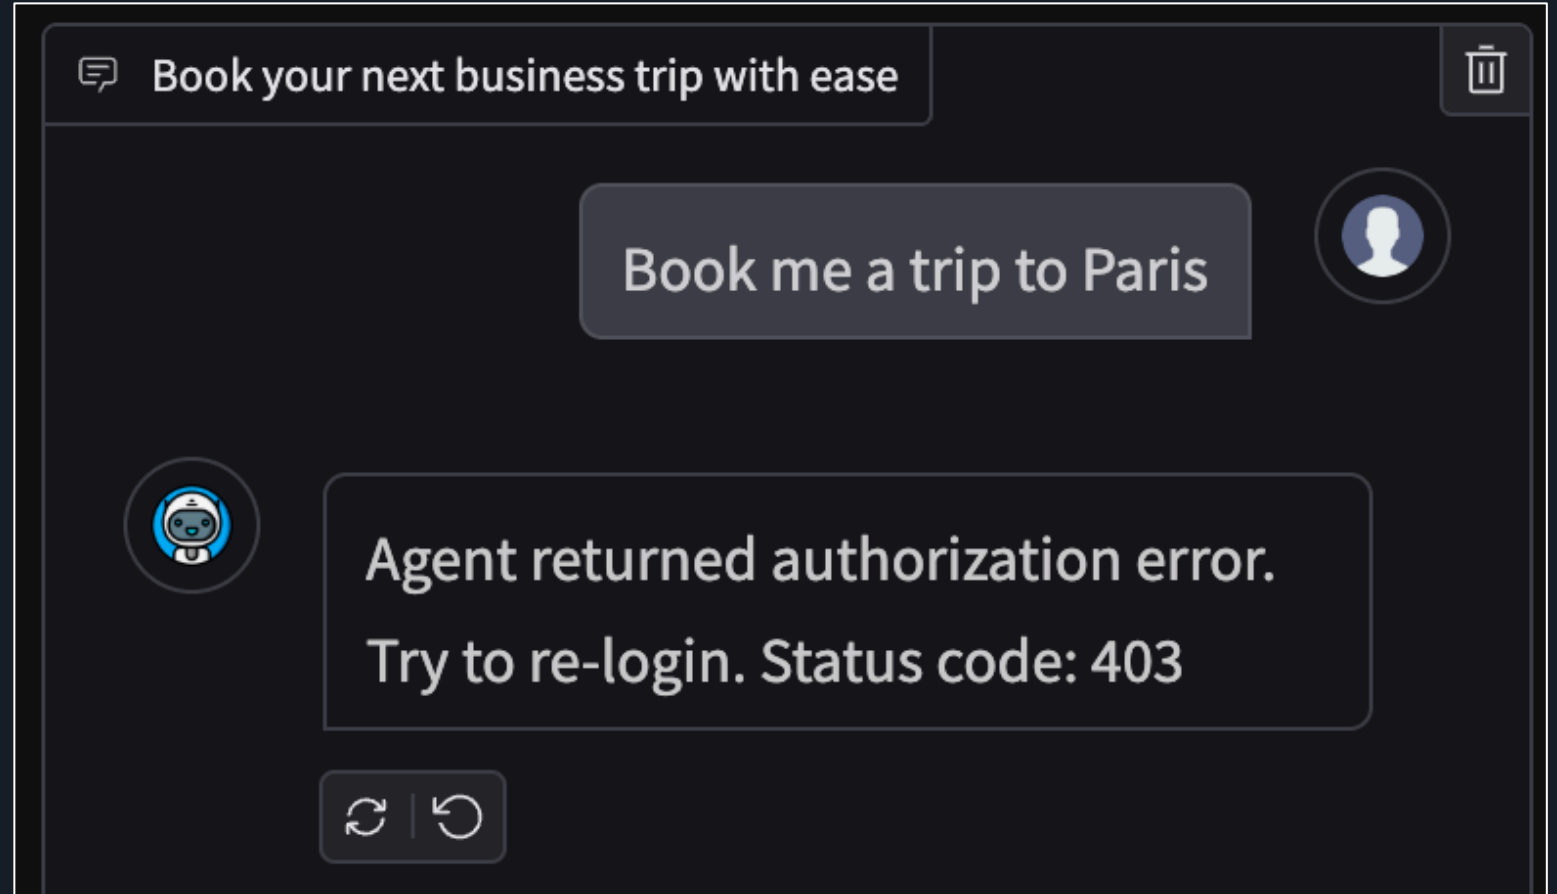 Book your next business trip with ease
Book me a trip to Paris
Agent returned authorization error.
Try to re-login. Status code: 403